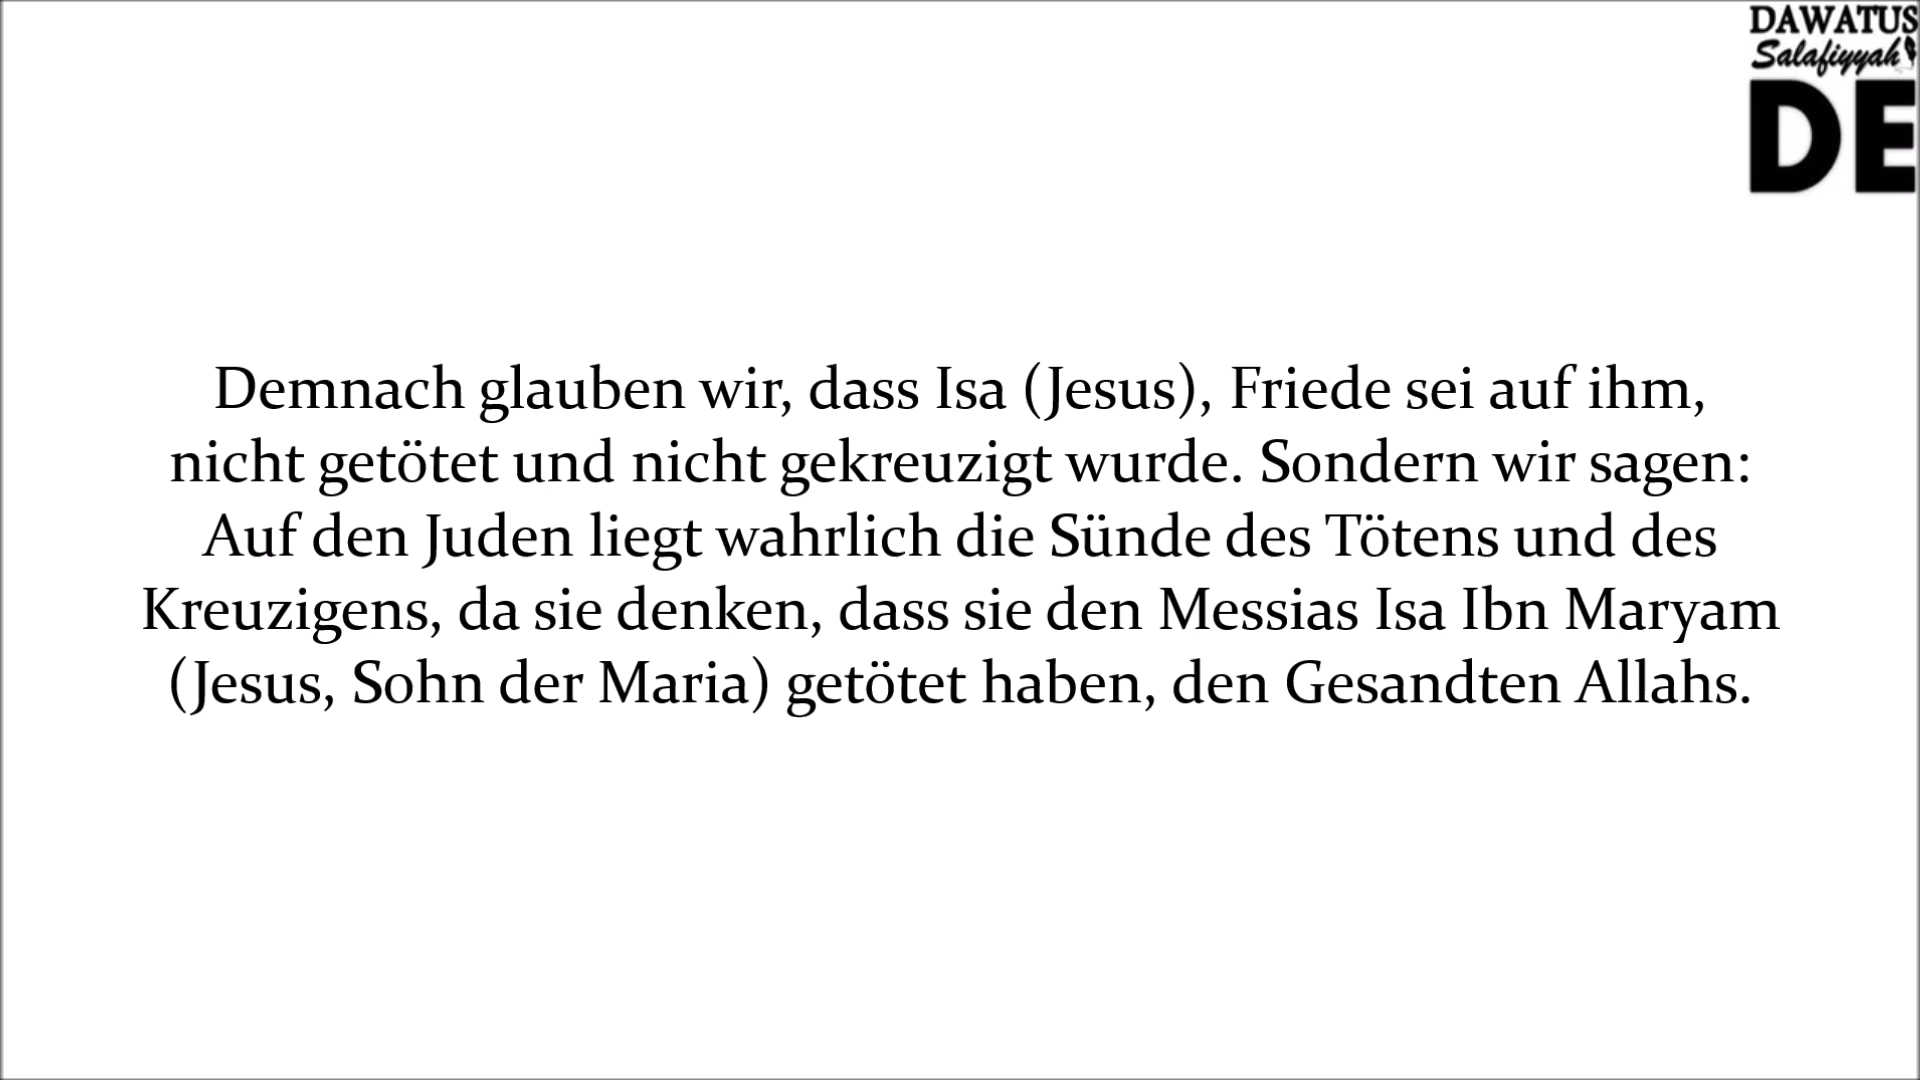 DAWATUS
Salafiyyah
DE
Demnach glauben wir, dass Isa (Jesus), Friede sei auf ihm,
nicht getötet und nicht gekreuzigt wurde. Sondern wir sagen:
Auf den Juden liegt wahrlich die Sünde des Tötens und des
Kreuzigens, da sie denken, dass sie den Messias Isa Ibn Maryam
(Jesus, Sohn der Maria) getötet haben, den Gesandten Allahs.